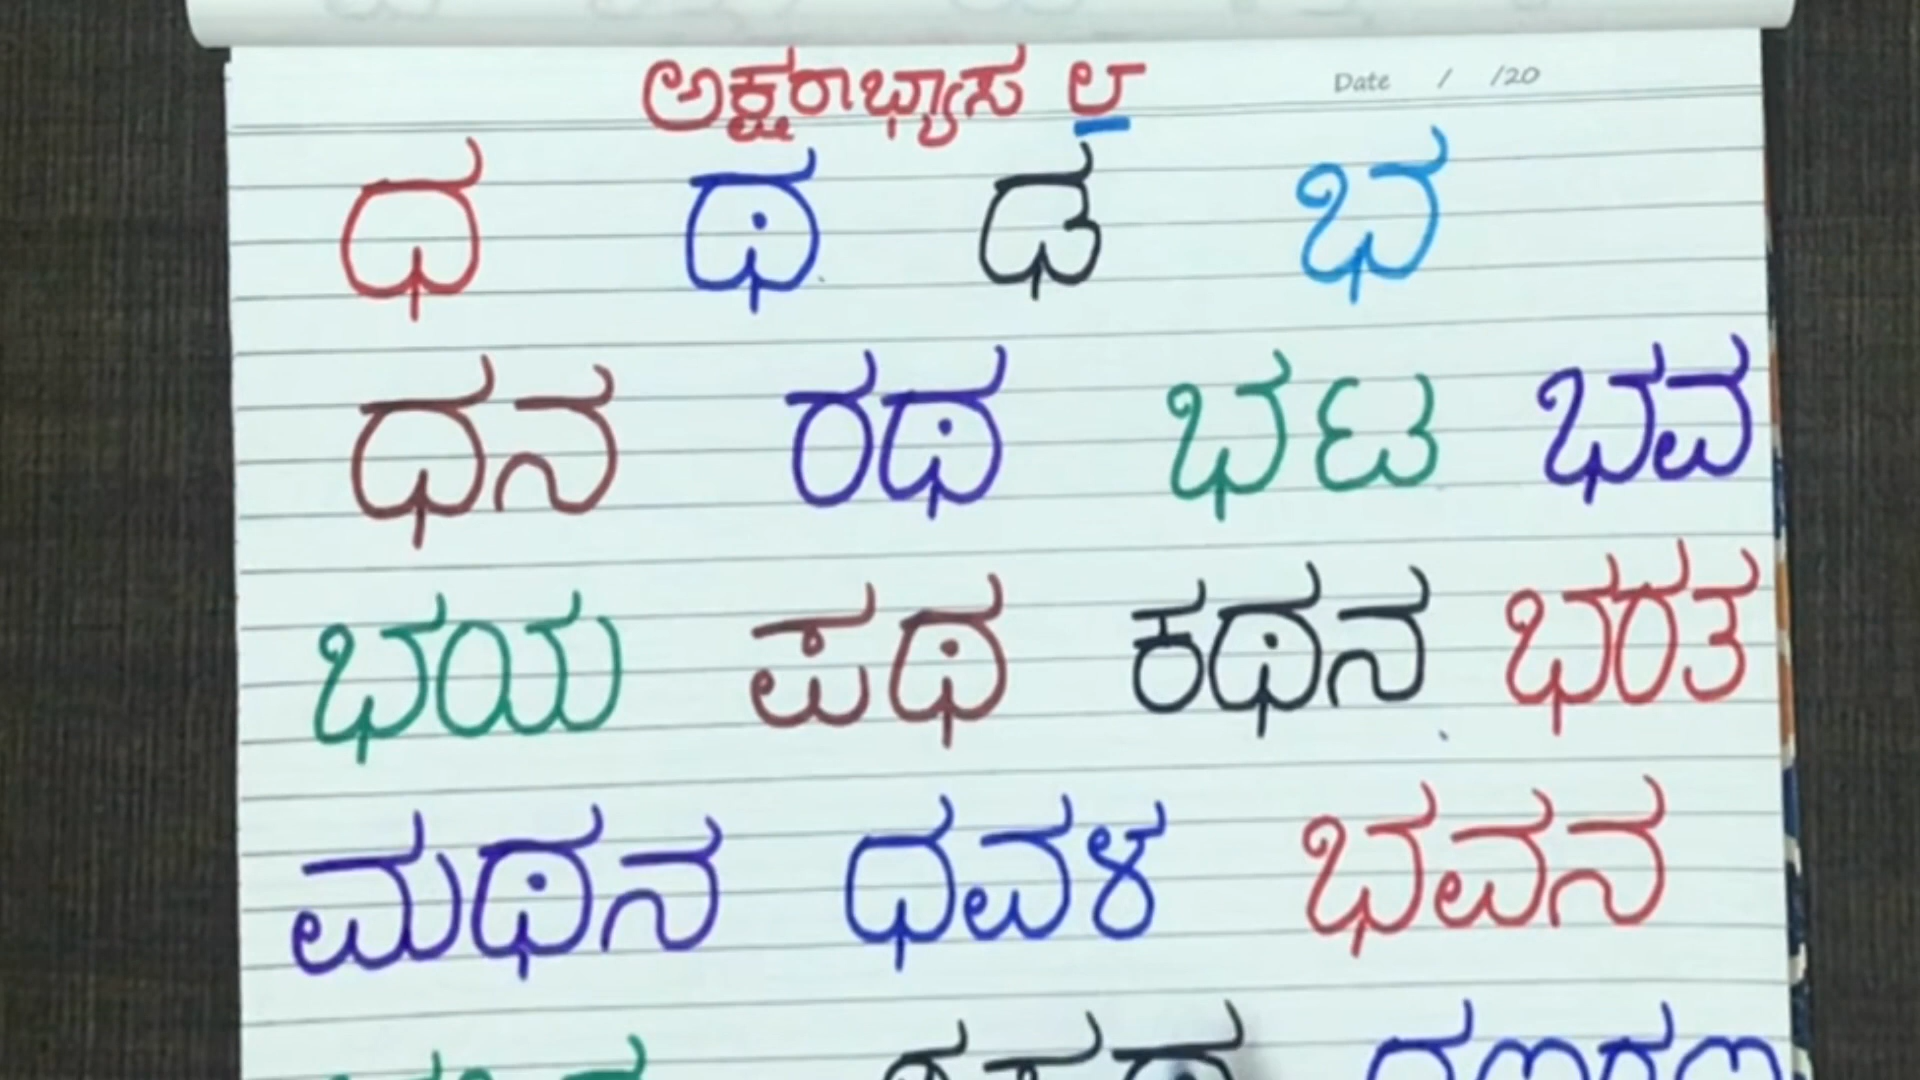 ಅಕ್ಷರಾಭ್ಯಾಸ ೮
Date / /20
ಧ ಥ ಢ ಭ
ಧನ ರಥ ಭಟ ಭವ
ಭಯ ಪಥ ಕಥನ ಭರತ
ಮಥನ ಧವಳ ಭವನ